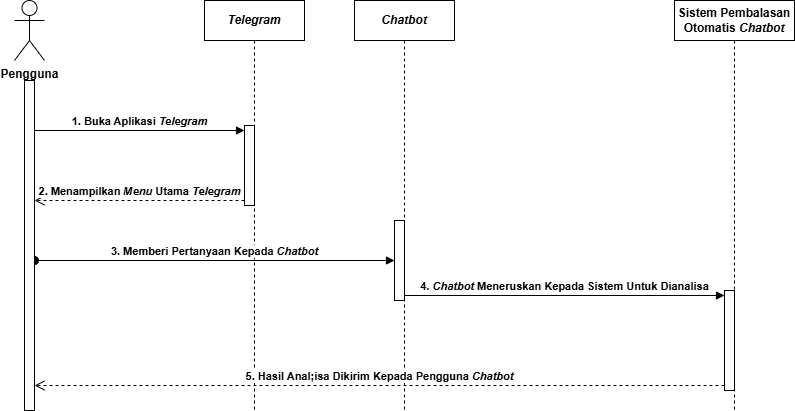 Telegram
Chatbot
Sistem Pembalasan
Otomatis Chatbot
Pengguna
1. Buka Aplikasi Telegram
2. Menampilkan Menu Utama Telegram
3. Memberi Pertanyaan Kepada Chatbot
4. Chatbot Meneruskan Kepada Sistem Untuk Dianalisa
5. Hasil Anal;isa Dikirim Kepada Pengguna Chatbot